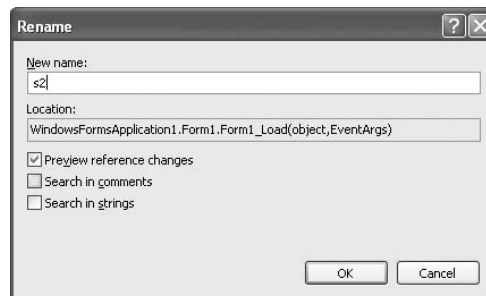 Rename
New name:
s2
Location:
WindowsFormsApplication1.Form1.Form1_Load(object,EventArgs)
Preview reference changes
Search in comments
Search in strings
OK Cancel